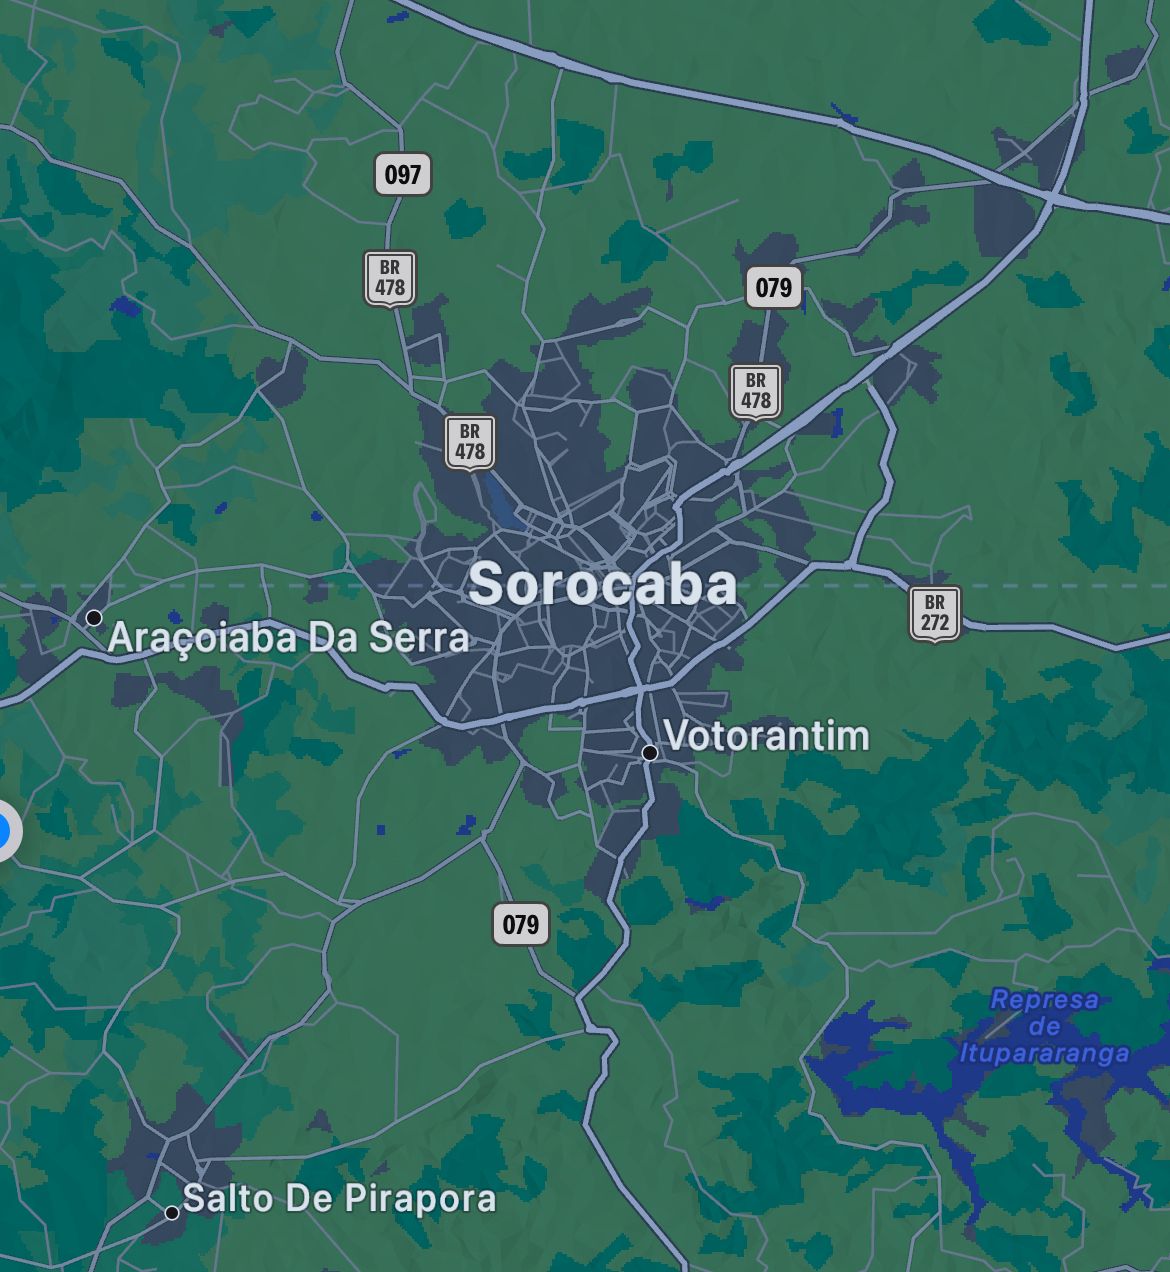 097
BR
478
079
BR
478
BR
478
Sorocaba
BR
272
Araçoiaba Da Serra
Votorantim
079
Represa
de
Itupararanga
Salto De Pirapora